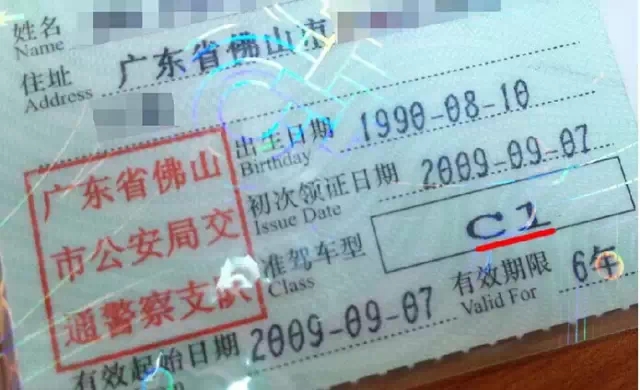 姓名
Name
住址 广东省佛山市
Address
出生日期 1990-08-10
Birthday
初次领证日期 2009-09-07
Issue Date
准驾车型 C1
Class
广东省佛山
市公安局交
通警察支队
有效起始日期 2009-09-07
有效期限 6年
Valid For